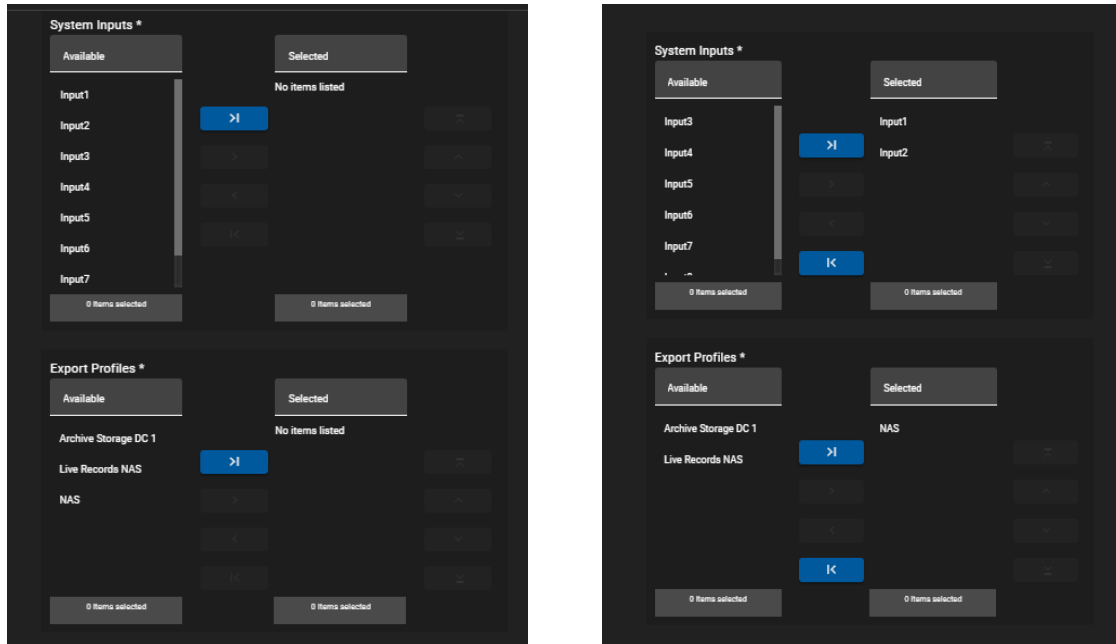 System Inputs *
Available
Selected
Input1
No items listed
Input2
Input3
Input4
Input5
Input6
Input7
0 Items selected
0 Items selected
Export Profiles *
Available
Selected
Archive Storage DC 1
No items listed
Live Records NAS
NAS
0 Items selected
0 Items selected
System Inputs *
Available
Selected
Input3
Input1
Input4
Input2
Input5
Input6
Input7
0 Items selected
0 Items selected
Export Profiles *
Available
Selected
Archive Storage DC 1
NAS
Live Records NAS
0 Items selected
0 Items selected